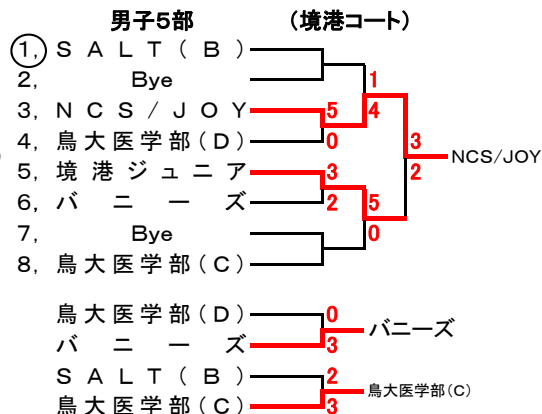 男子5部 (境港コート)
1, SALT(B)
2, Bye
1
3, NCS/JOY 5 4
4, 鳥大医学部(D) 0
3 NCS/JOY
5, 境港ジュニア 3 2
6, バニーズ 2 5
7, Bye 0
8, 鳥大医学部(C)
鳥大医学部(D) 0
バニーズ
バニーズ 3
SALT(B) 2
鳥大医学部(C)
鳥大医学部(C) 3